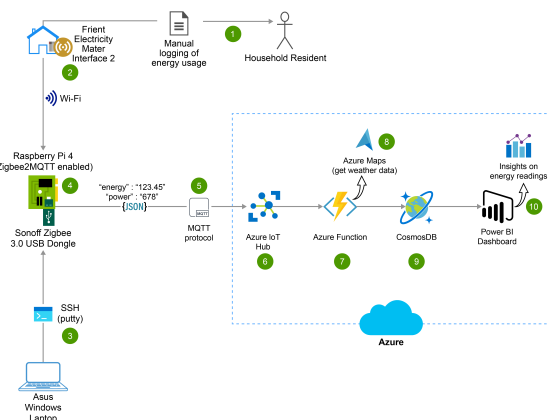 Frient
Electricity
Mater
Interface 2
2
Manual
logging of
energy usage
1
Household Resident
Wi-Fi
Raspberry Pi 4
Zigbee2MQTT enabled)
4
Sonoff Zigbee
3.0 USB Dongle
"energy" : "123.45"
"power" : "678"
{JSON}
5
MQTT
MQTT
protocol
Azure IoT
Hub
6
Azure Function
7
8
Azure Maps
(get weather data)
CosmosDB
9
Insights on
energy readings
10
Power BI
Dashboard
Azure
SSH
(putty)
3
Asus
Windows
Laptop